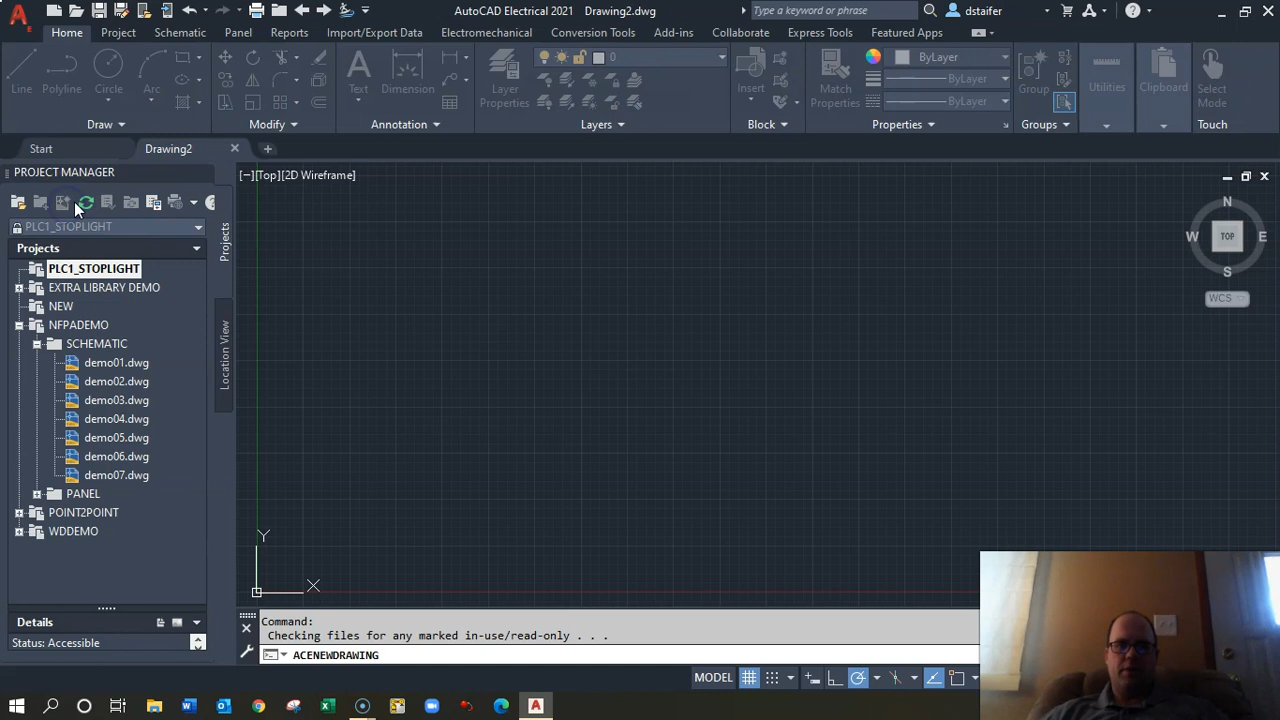 AutoCAD Electrical 2021 Drawing2.dwg
Type a keyword or phrase
dstaifer
Home Project Schematic Panel Reports Import/Export Data Electromechanical Conversion Tools Add-ins Collaborate Express Tools Featured Apps
Line Polyline Circle Arc
Text Dimension
Layer Properties
0
Insert
Match Properties
ByLayer
ByLayer
ByLayer
Group
Utilities
Clipboard
Select Mode
Draw Modify Annotation Layers Block Properties Groups Touch
Start Drawing2
PROJECT MANAGER
[−][Top][2D Wireframe]
PLC1_STOPLIGHT
Projects
Projects
Location View
PLC1_STOPLIGHT
EXTRA LIBRARY DEMO
NEW
NFPADEMO
SCHEMATIC
demo01.dwg
demo02.dwg
demo03.dwg
demo04.dwg
demo05.dwg
demo06.dwg
demo07.dwg
PANEL
POINT2POINT
WDDEMO
Details
Status: Accessible
N
W TOP E
S
WCS
Y
X
Command:
Checking files for any marked in-use/read-only . . .
ACENEWDRAWING
MODEL